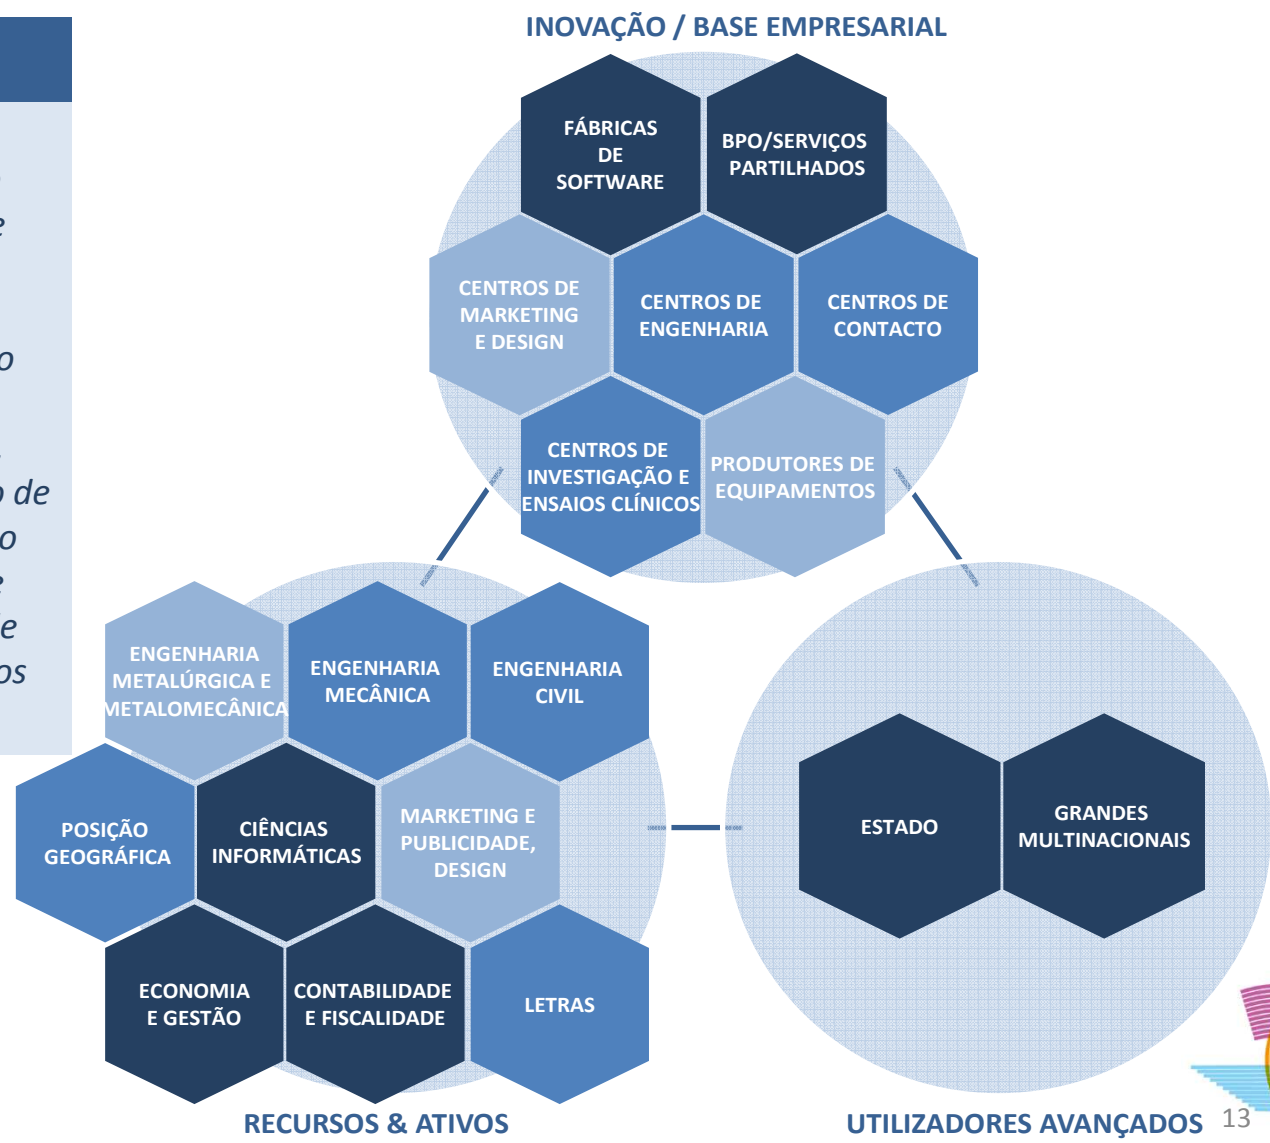 INOVAÇÃO / BASE EMPRESARIAL
FÁBRICAS
DE
SOFTWARE
BPO/SERVIÇOS
PARTILHADOS
CENTROS DE
MARKETING
E DESIGN
CENTROS DE
ENGENHARIA
CENTROS DE
CONTACTO
CENTROS DE
INVESTIGAÇÃO E
ENSAIOS CLÍNICOS
PRODUTORES DE
EQUIPAMENTOS
de
ENGENHARIA
METALÚRGICA E
METALOMECÂNICA
ENGENHARIA
MECÂNICA
ENGENHARIA
CIVIL
POSIÇÃO
GEOGRÁFICA
CIÊNCIAS
INFORMÁTICAS
MARKETING E
PUBLICIDADE,
DESIGN
ECONOMIA
E GESTÃO
CONTABILIDADE
E FISCALIDADE
LETRAS
ESTADO
GRANDES
MULTINACIONAIS
RECURSOS & ATIVOS
UTILIZADORES AVANÇADOS
13